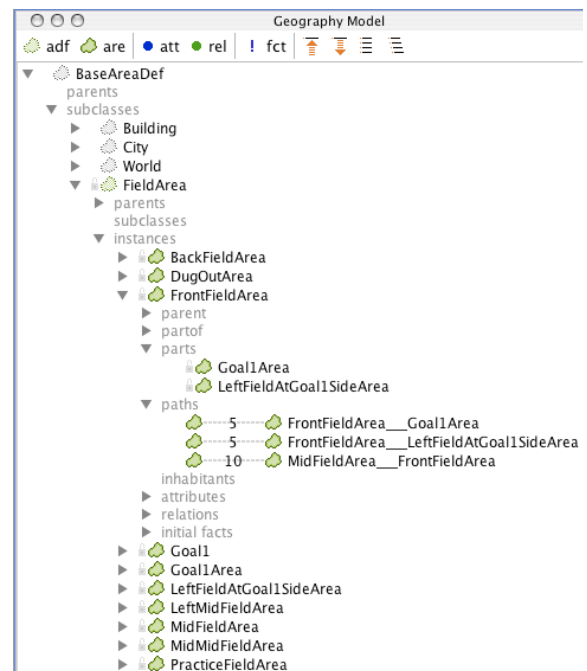 Geography Model
adf are att rel ! fct
BaseAreaDef
parents
subclasses
Building
City
World
FieldArea
parents
subclasses
instances
BackFieldArea
DugOutArea
FrontFieldArea
parent
partof
parts
Goal1Area
LeftFieldAtGoal1SideArea
paths
5 FrontFieldArea___Goal1Area
5 FrontFieldArea___LeftFieldAtGoal1SideArea
10 MidFieldArea___FrontFieldArea
inhabitants
attributes
relations
initial facts
Goal1
Goal1Area
LeftFieldAtGoal1SideArea
LeftMidFieldArea
MidFieldArea
MidMidFieldArea
PracticeFieldArea